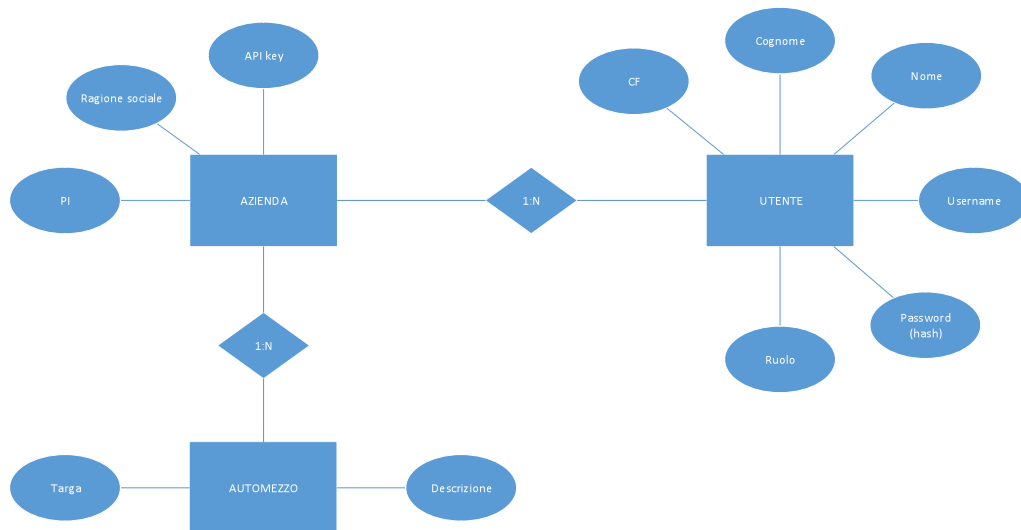 Cognome
API key
Nome
CF
Ragione sociale
PI
AZIENDA
1:N
UTENTE
Username
Password
(hash)
1:N
Ruolo
Targa
AUTOMEZZO
Descrizione